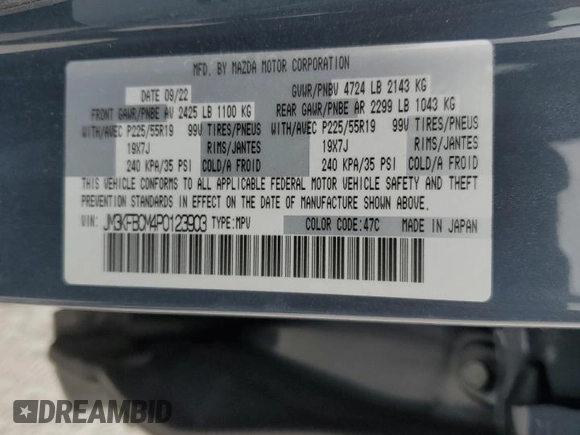 MFD. BY MAZDA MOTOR CORPORATION
DATE 09/22 GVWR/PNBV 4724 LB 2143 KG
FRONT GAWR/PNBE AV 2425 LB 1100 KG REAR GAWR/PNBE AR 2299 LB 1043 KG
WITH/AVEC P225/55R19 99V TIRES/PNEUS WITH/AVEC P225/55R19 99V TIRES/PNEUS
19X7J RIMS/JANTES 19X7J RIMS/JANTES
240 KPA/35 PSI COLD/A FROID 240 KPA/35 PSI COLD/A FROID
THIS VEHICLE CONFORMS TO ALL APPLICABLE FEDERAL MOTOR VEHICLE SAFETY AND THEFT
PREVENTION STANDARDS IN EFFECT ON THE DATE OF MANUFACTURE SHOWN ABOVE.
VIN: JM3KFBCM4P0123903 TYPE:MPV COLOR CODE:47C MADE IN JAPAN
DREAMBID